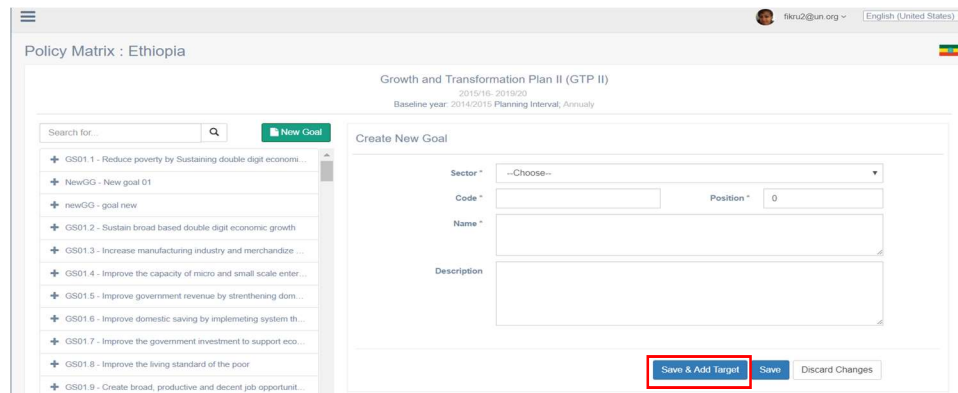 fikru2@un.org
English (United States)
Policy Matrix : Ethiopia
Growth and Transformation Plan II (GTP II)
2015/16- 2019/20
Baseline year: 2014/2015 Planning Interval; Annualy
Search for...
New Goal
GS01.1 - Reduce poverty by Sustaining double digit economi...
NewGG - New goal 01
newGG - goal new
GS01.2 - Sustain broad based double digit economic growth
GS01.3 - Increase manufacturing industry and merchandize ...
GS01.4 - Improve the capacity of micro and small scale enter...
GS01.5 - Improve government revenue by strenthening dom...
GS01.6 - Improve domestic saving by implemeting system th...
GS01.7 - Improve the government investment to support eco...
GS01.8 - Improve the living standard of the poor
GS01.9 - Create broad, productive and decent job opportunit...
Create New Goal
Sector * --Choose--
Code * Position * 0
Name *
Description
Save & Add Target Save Discard Changes